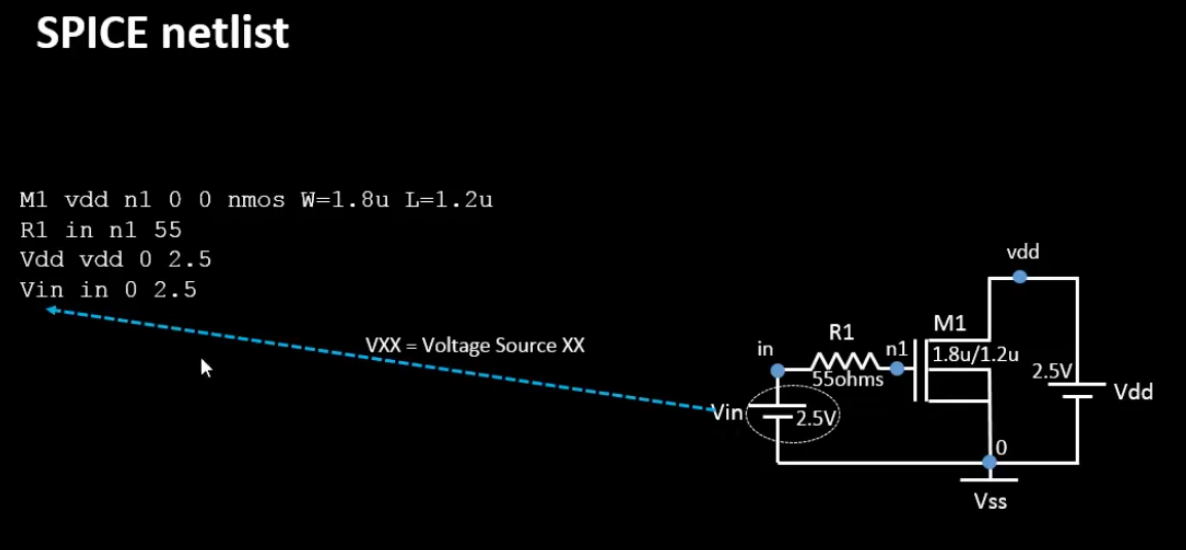 SPICE netlist
M1 vdd n1 0 0 nmos W=1.8u L=1.2u
R1 in n1 55
Vdd vdd 0 2.5
Vin in 0 2.5
VXX = Voltage Source XX
vdd
M1
R1
in
n1
1.8u/1.2u
55ohms
2.5V
Vdd
Vin
2.5V
0
Vss